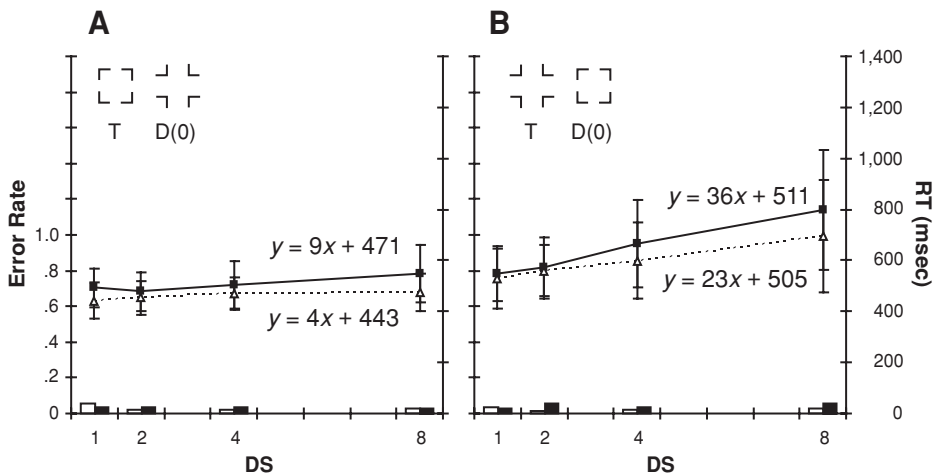 A
B
T D(0)
T D(0)
Error Rate
1.0
.8
.6
.4
.2
0
y = 9x + 471
y = 4x + 443
y = 36x + 511
y = 23x + 505
1,400
1,200
1,000
800
600
400
200
0
RT (msec)
1 2 4 8
1 2 4 8
DS
DS